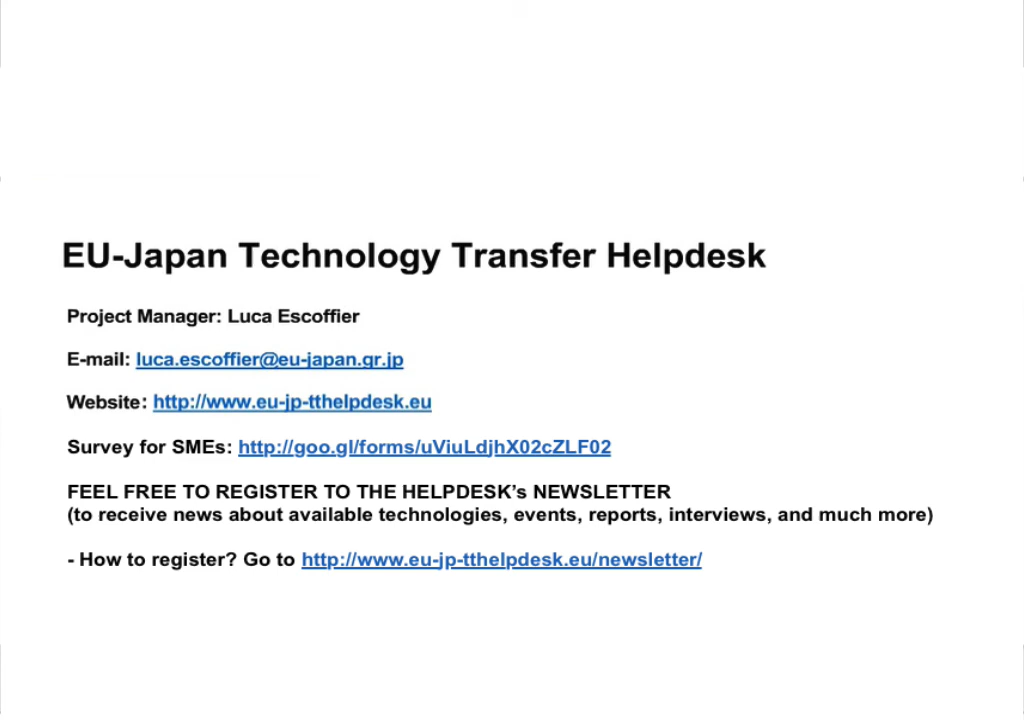 EU-Japan Technology Transfer Helpdesk
Project Manager: Luca Escoffier
E-mail: luca.escoffier@eu-japan.gr.jp
Website: http://www.eu-jp-tthelpdesk.eu
Survey for SMEs: http://goo.gl/forms/uViuLdjhX02cZLF02
FEEL FREE TO REGISTER TO THE HELPDESK’s NEWSLETTER
(to receive news about available technologies, events, reports, interviews, and much more)
- How to register? Go to http://www.eu-jp-tthelpdesk.eu/newsletter/